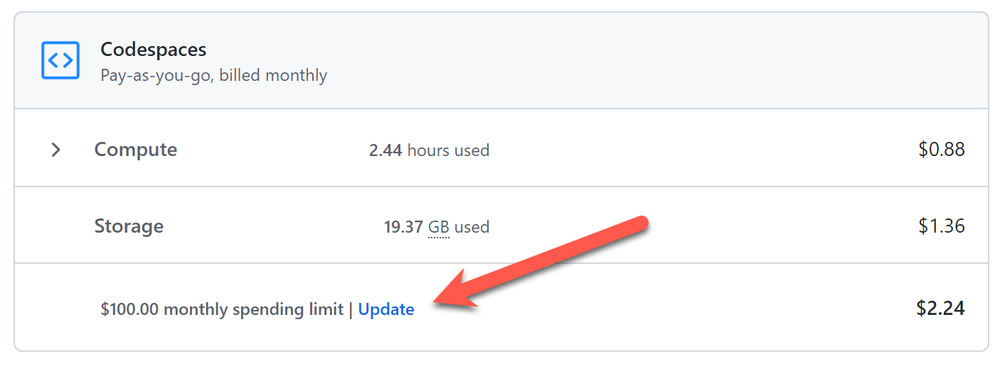 Codespaces
Pay-as-you-go, billed monthly
Compute 2.44 hours used $0.88
Storage 19.37 GB used $1.36
$100.00 monthly spending limit | Update $2.24